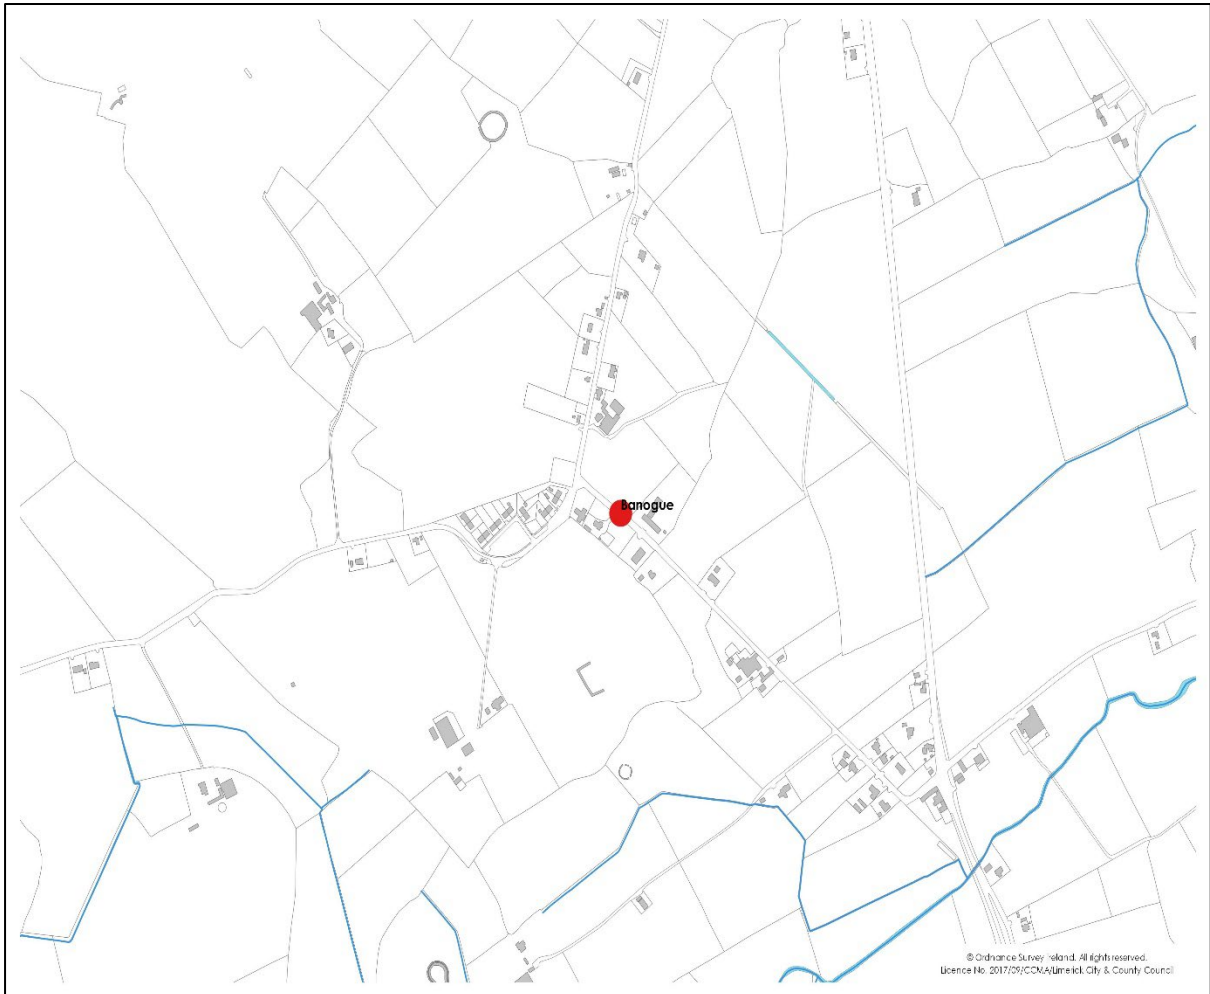 Banogue
© Ordnance Survey Ireland. All rights reserved.
Licence No. 2017/09/CCMA/Limerick City & County Council